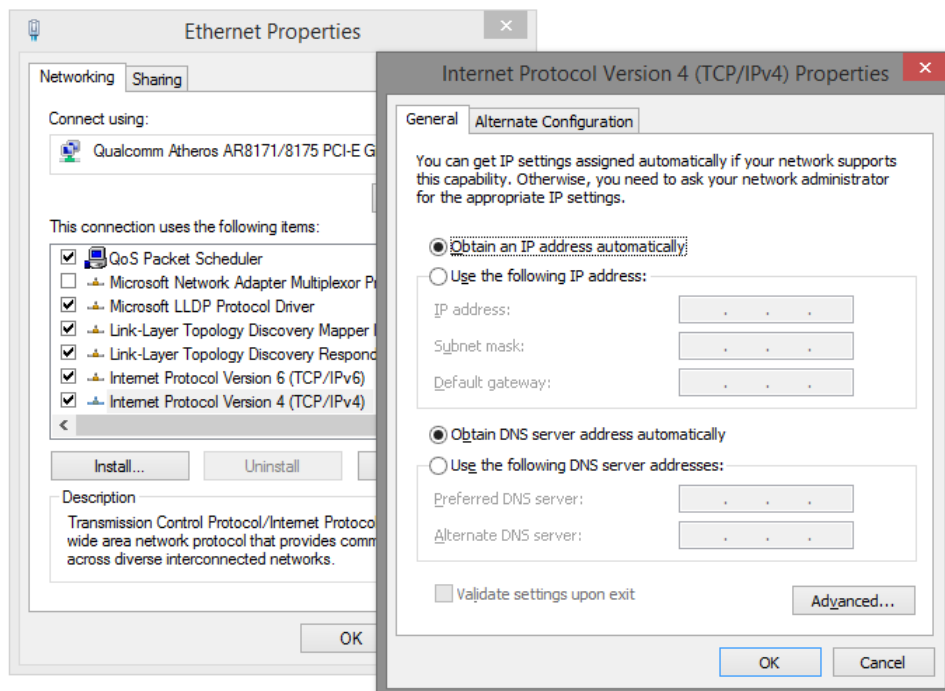 Ethernet Properties
Networking
Sharing
Connect using:
Qualcomm Atheros AR8171/8175 PCI-E G
This connection uses the following items:
QoS Packet Scheduler
Microsoft Network Adapter Multiplexor Pr
Microsoft LLDP Protocol Driver
Link-Layer Topology Discovery Mapper I
Link-Layer Topology Discovery Respond
Internet Protocol Version 6 (TCP/IPv6)
Internet Protocol Version 4 (TCP/IPv4)
Install...
Uninstall
Description
Transmission Control Protocol/Internet Protoco
wide area network protocol that provides comm
across diverse interconnected networks.
OK
Internet Protocol Version 4 (TCP/IPv4) Properties
General
Alternate Configuration
You can get IP settings assigned automatically if your network supports
this capability. Otherwise, you need to ask your network administrator
for the appropriate IP settings.
Obtain an IP address automatically
Use the following IP address:
IP address:
Subnet mask:
Default gateway:
Obtain DNS server address automatically
Use the following DNS server addresses:
Preferred DNS server:
Alternate DNS server:
Validate settings upon exit
Advanced...
OK
Cancel